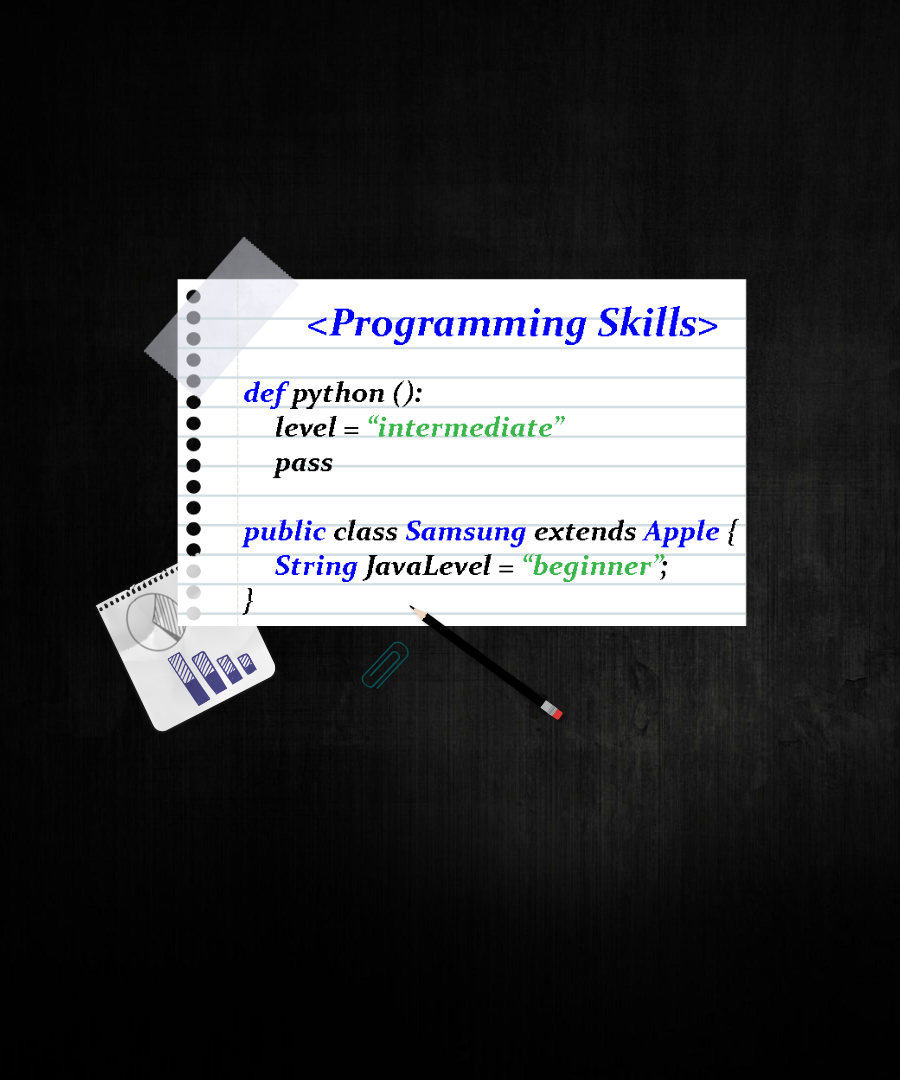 <Programming Skills>
def python ():
level = “intermediate”
pass
public class Samsung extends Apple {
String JavaLevel = “beginner”;
}